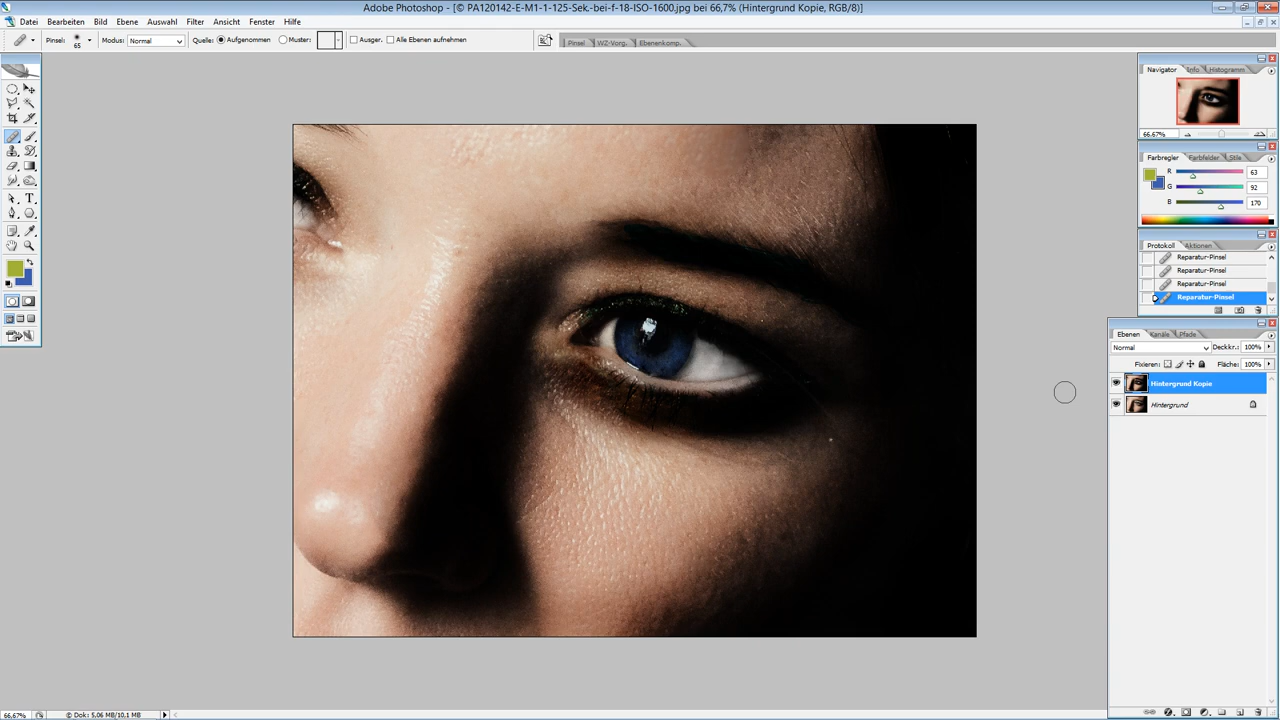 Adobe Photoshop - [© PA120142-E-M1-1-125-Sek.-bei-f-18-ISO-1600.jpg bei 66,7% (Hintergrund Kopie, RGB/8)]
Datei Bearbeiten Bild Ebene Auswahl Filter Ansicht Fenster Hilfe
Pinsel: 65 Modus: Normal Quelle: Aufgenommen Muster: Ausger. Alle Ebenen aufnehmen Pinsel WZ-Vorg. Ebenenkomp.
Navigator Info Histogramm
66.67%
Farbregler Farbfelder Stile
R 63
G 92
B 170
Protokoll Aktionen
Reparatur-Pinsel
Reparatur-Pinsel
Reparatur-Pinsel
Reparatur-Pinsel
Ebenen Kanäle Pfade
Normal Deckkr.: 100%
Fixieren: Fläche: 100%
Hintergrund Kopie
Hintergrund
66,67% © Dok: 5,06 MB/10,1 MB